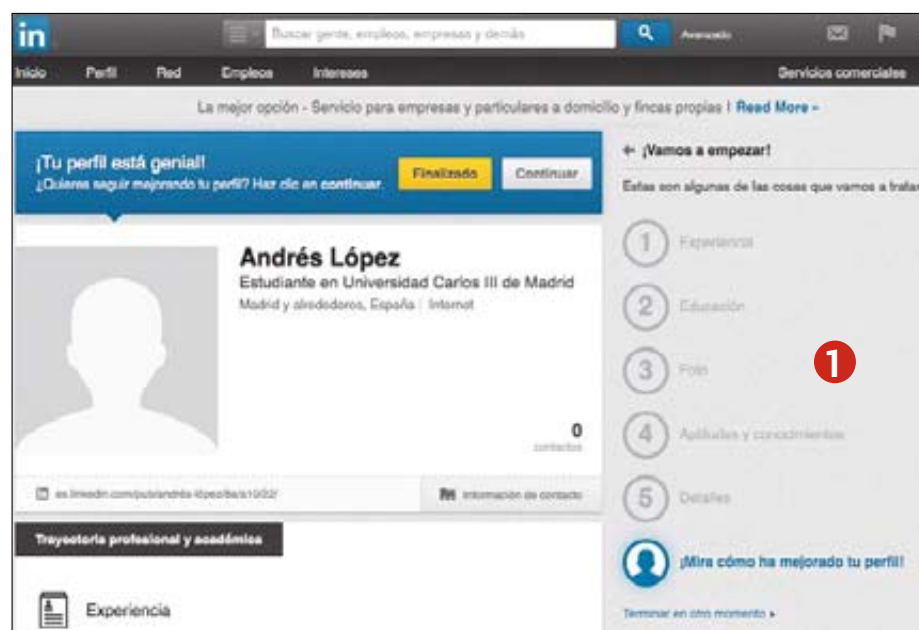 in
Buscar gente, empleos, empresas y demás
Avanzado
Inicio Perfil Red Empleos Intereses Servicios comerciales
La mejor opción - Servicio para empresas y particulares a domicilio y fincas propias | Read More »
¡Tu perfil está genial!
¿Quieres seguir mejorando tu perfil? Haz clic en continuar.
Finalizado Continuar
Andrés López
Estudiante en Universidad Carlos III de Madrid
Madrid y alrededores, España | Internet
0
contactos
Información de contacto
Trayectoria profesional y académica
Experiencia
← ¡Vamos a empezar!
Estas son algunas de las cosas que vamos a tratar
1 Experiencia
2 Educación
3 Foto
4 Aptitudes y conocimientos
5 Detalles
1
¡Mira cómo ha mejorado tu perfil!
Terminar en otro momento ▸